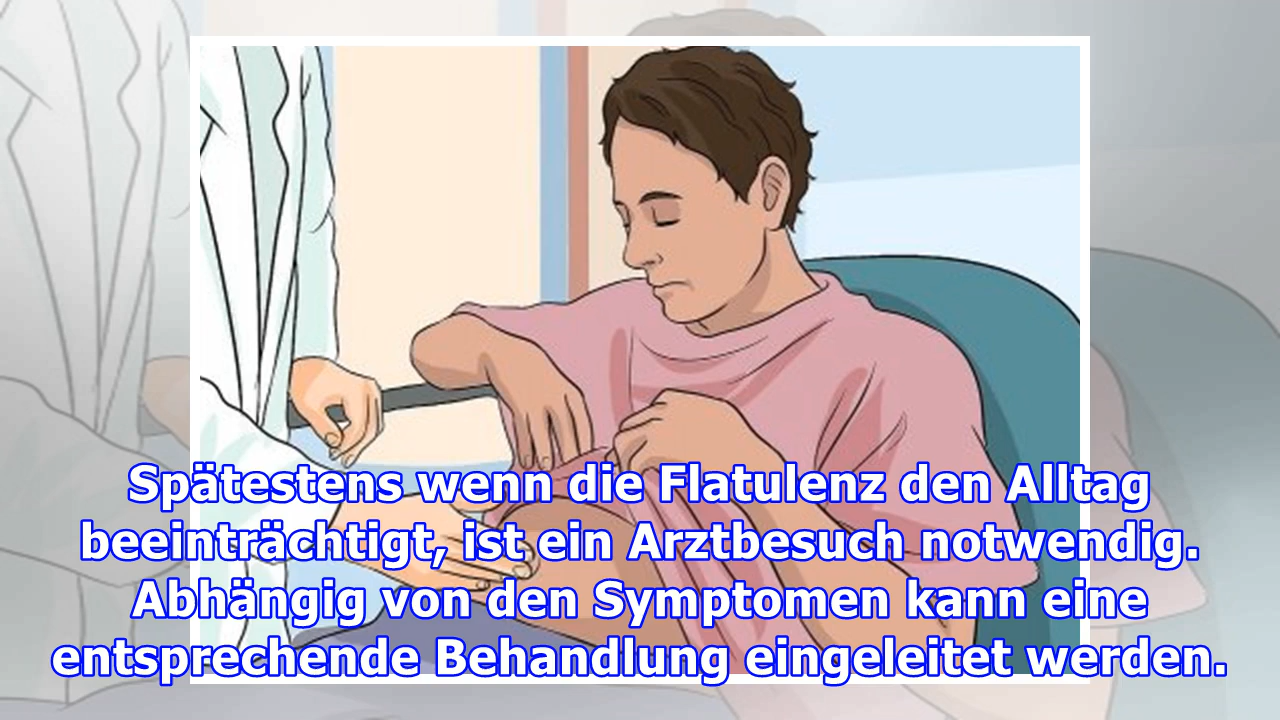 Spätestens wenn die Flatulenz den Alltag
beeinträchtigt, ist ein Arztbesuch notwendig.
Abhängig von den Symptomen kann eine
entsprechende Behandlung eingeleitet werden.